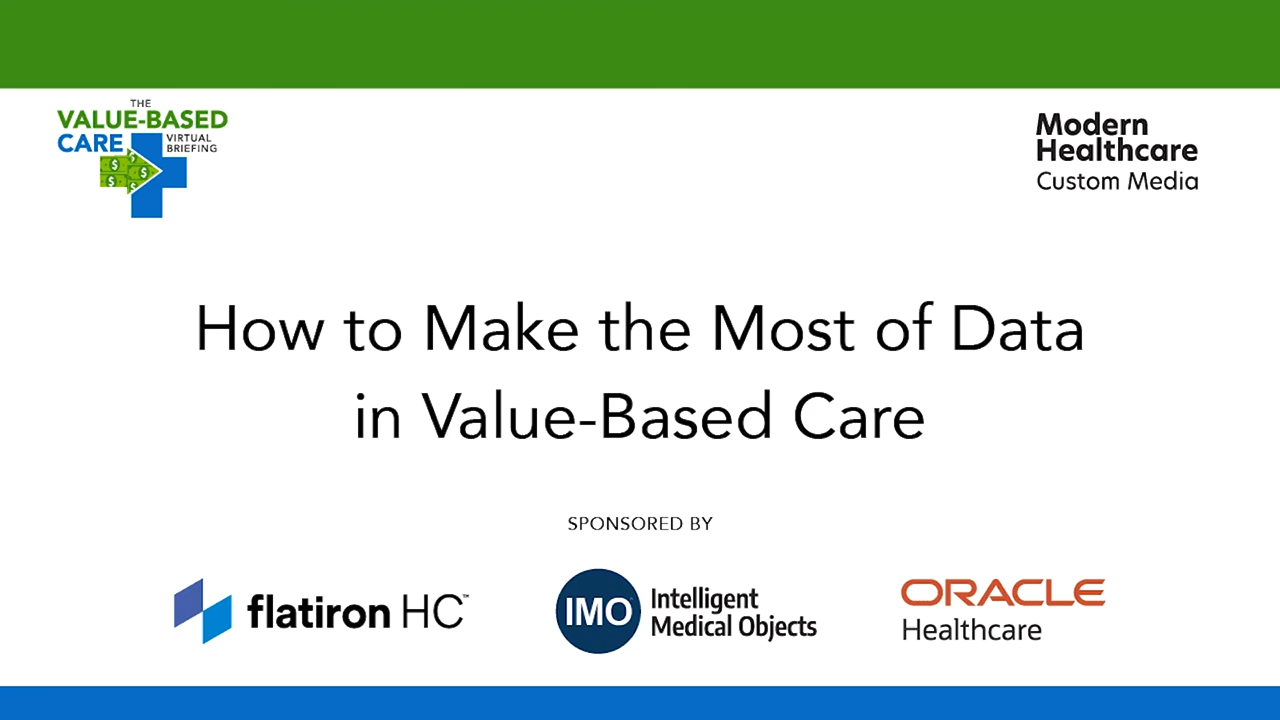 THE
VALUE-BASED
CARE VIRTUAL
BRIEFING
$ $ $ $ $
Modern
Healthcare
Custom Media
How to Make the Most of Data
in Value-Based Care
SPONSORED BY
flatiron HC™
IMO Intelligent
Medical Objects
ORACLE
Healthcare